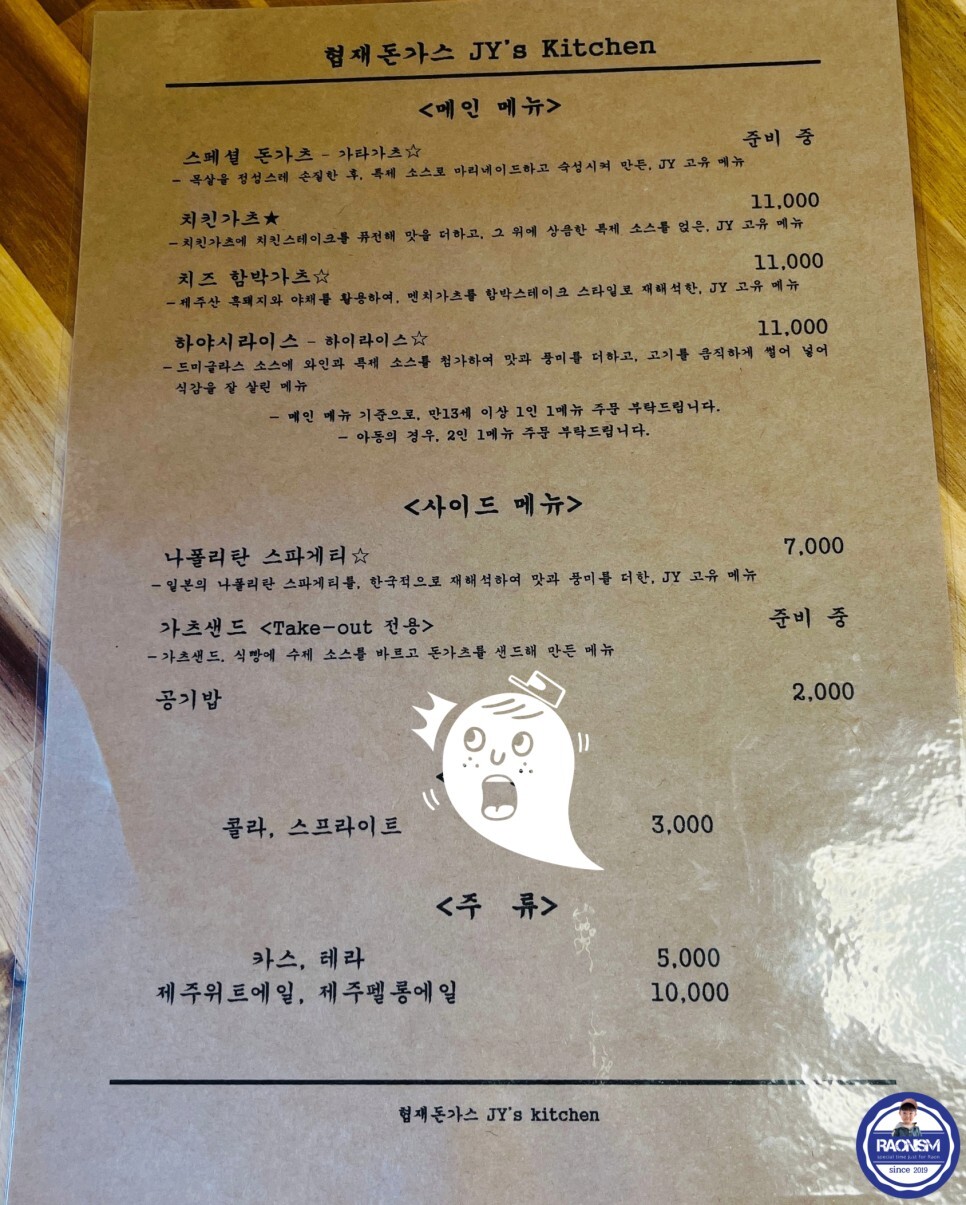 협재돈가스 JY's Kitchen
<메인 메뉴>
스페셜 돈가츠 - 가타가츠☆ 준비 중
- 목살을 정성스레 손질한 후, 특제 소스로 마리네이드하고 숙성시켜 만든, JY 고유 메뉴
치킨가츠★ 11,000
- 치킨가츠에 치킨스테이크를 퓨전해 맛을 더하고, 그 위에 상큼한 특제 소스를 얹은, JY 고유 메뉴
치즈 함박가츠☆ 11,000
- 제주산 흑돼지와 야채를 활용하여, 멘치가츠를 함박스테이크 스타일로 재해석한, JY 고유 메뉴
하야시라이스 - 하이라이스☆ 11,000
- 드미글라스 소스에 와인과 특제 소스를 첨가하여 맛과 풍미를 더하고, 고기를 큼직하게 썰어 넣어
식감을 잘 살린 메뉴
- 메인 메뉴 기준으로, 만13세 이상 1인 1메뉴 주문 부탁드립니다.
- 아동의 경우, 2인 1메뉴 주문 부탁드립니다.
<사이드 메뉴>
나폴리탄 스파게티☆ 7,000
- 일본의 나폴리탄 스파게티를, 한국적으로 재해석하여 맛과 풍미를 더한, JY 고유 메뉴
가츠샌드 <Take-out 전용> 준비 중
- 가츠샌드, 식빵에 수제 소스를 바르고 돈가츠를 샌드해 만든 메뉴
공기밥 2,000
콜라, 스프라이트 3,000
<주 류>
카스, 테라 5,000
제주위트에일, 제주펠롱에일 10,000
협재돈가스 JY's kitchen
RAONISM
special time just for Raon
since 2019